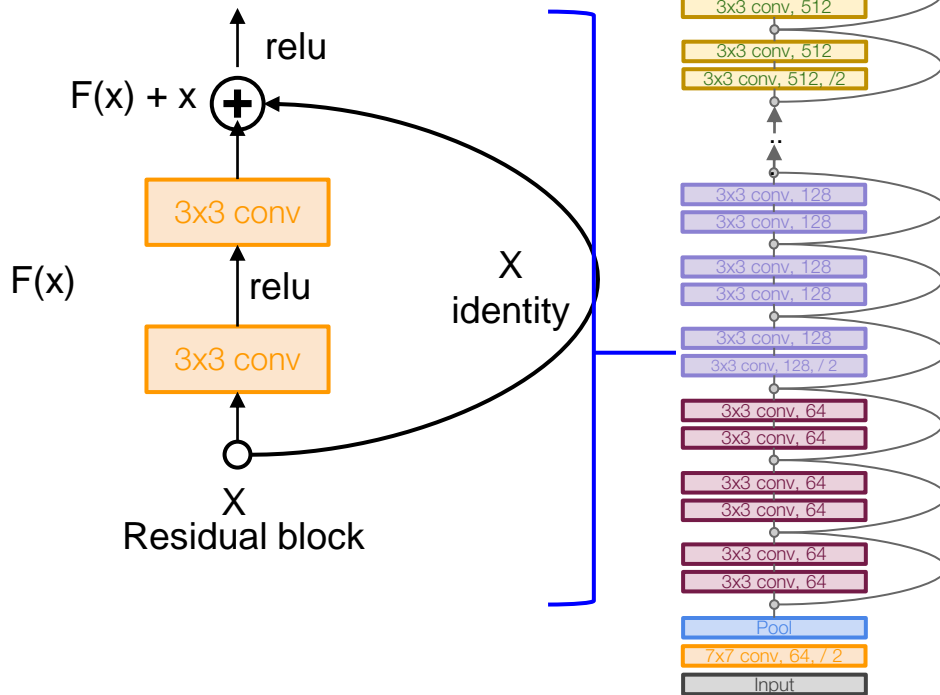 relu
F(x) + x
3x3 conv
F(x)
relu
X
identity
3x3 conv
X
Residual block
3x3 conv, 512
3x3 conv, 512
3x3 conv, 512, /2
..
.
3x3 conv, 128
3x3 conv, 128
3x3 conv, 128
3x3 conv, 128
3x3 conv, 128
3x3 conv, 128, / 2
3x3 conv, 64
3x3 conv, 64
3x3 conv, 64
3x3 conv, 64
3x3 conv, 64
3x3 conv, 64
Pool
7x7 conv, 64, / 2
Input